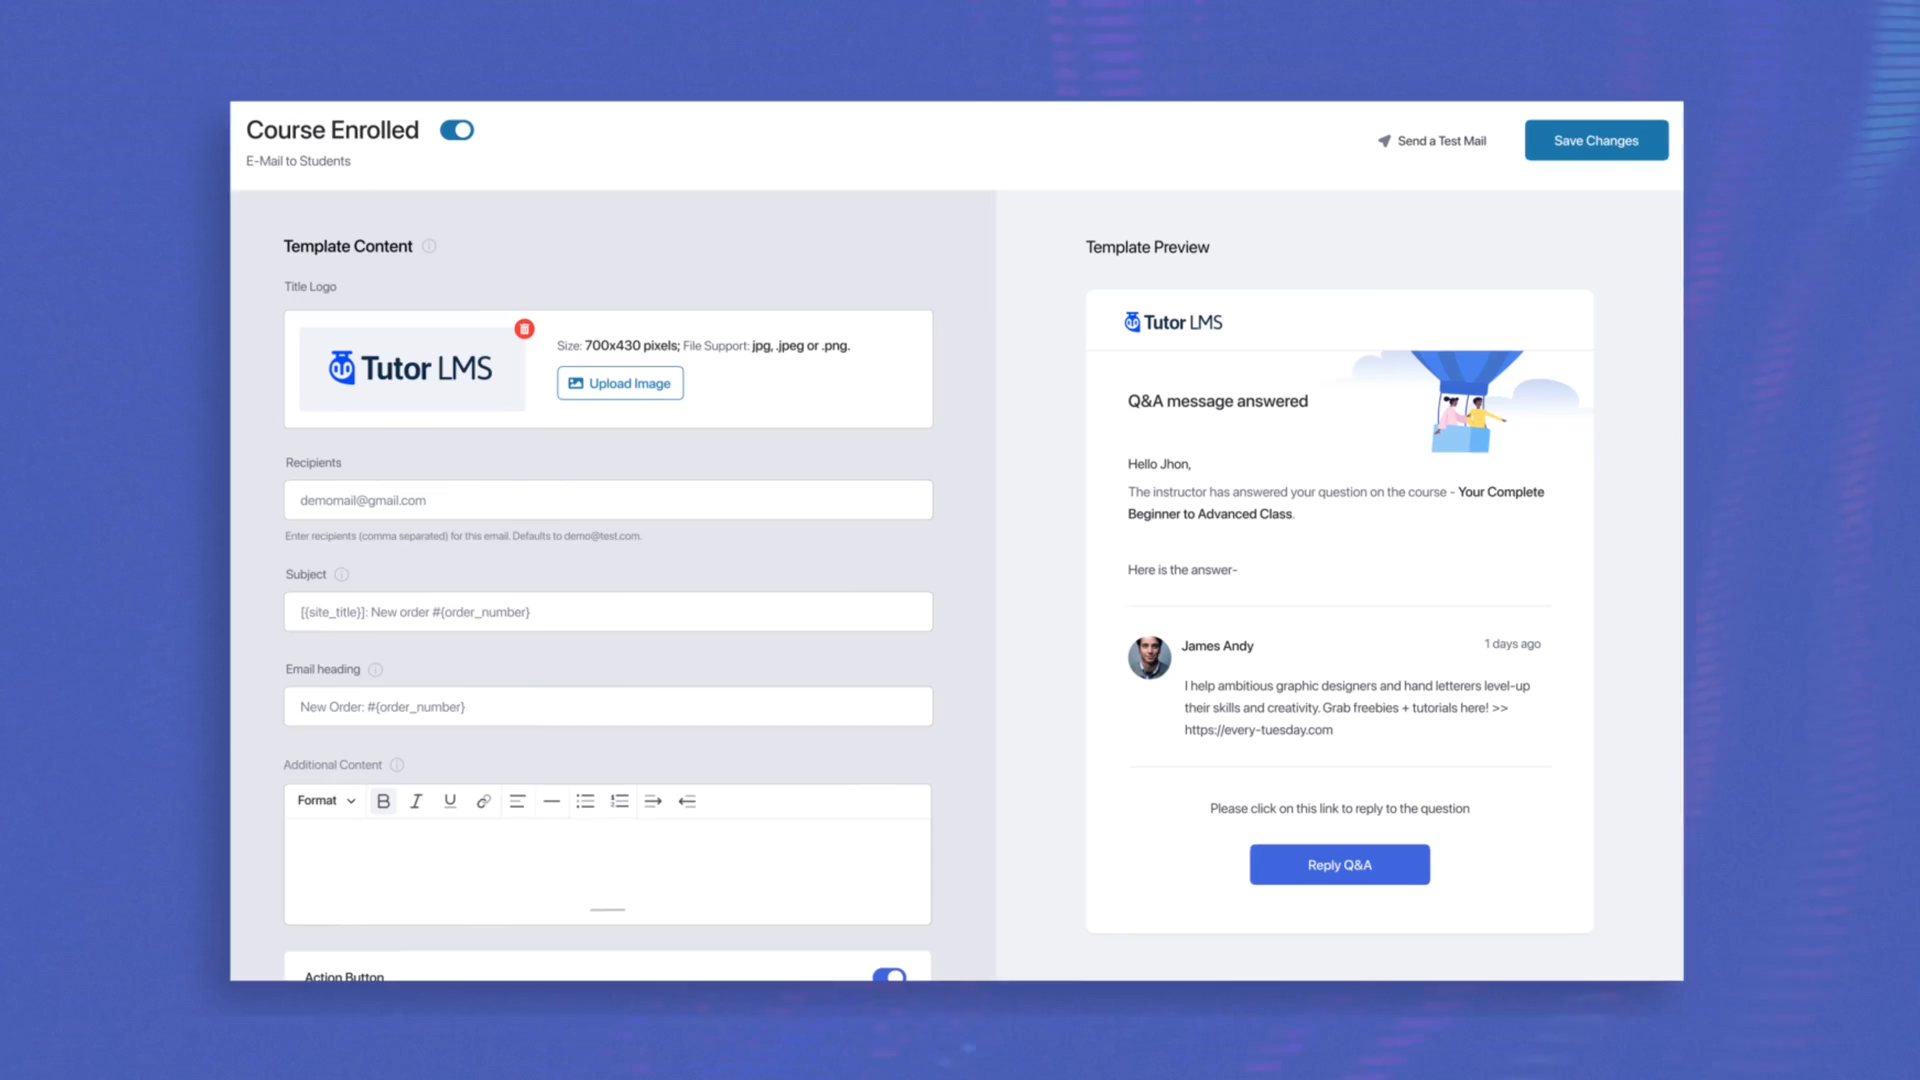 Course Enrolled
E-Mail to Students
Send a Test Mail
Save Changes
Template Content
Title Logo
Tutor LMS
Size: 700x430 pixels; File Support: jpg, .jpeg or .png.
Upload Image
Recipients
demomail@gmail.com
Enter recipients (comma separated) for this email. Defaults to demo@test.com.
Subject
[{site_title}]: New order #{order_number}
Email heading
New Order: #{order_number}
Additional Content
Format
B I U
Action Button
Template Preview
Tutor LMS
Q&A message answered
Hello Jhon,
The instructor has answered your question on the course - Your Complete
Beginner to Advanced Class.
Here is the answer-
James Andy
1 days ago
I help ambitious graphic designers and hand letterers level-up
their skills and creativity. Grab freebies + tutorials here! >>
https://every-tuesday.com
Please click on this link to reply to the question
Reply Q&A